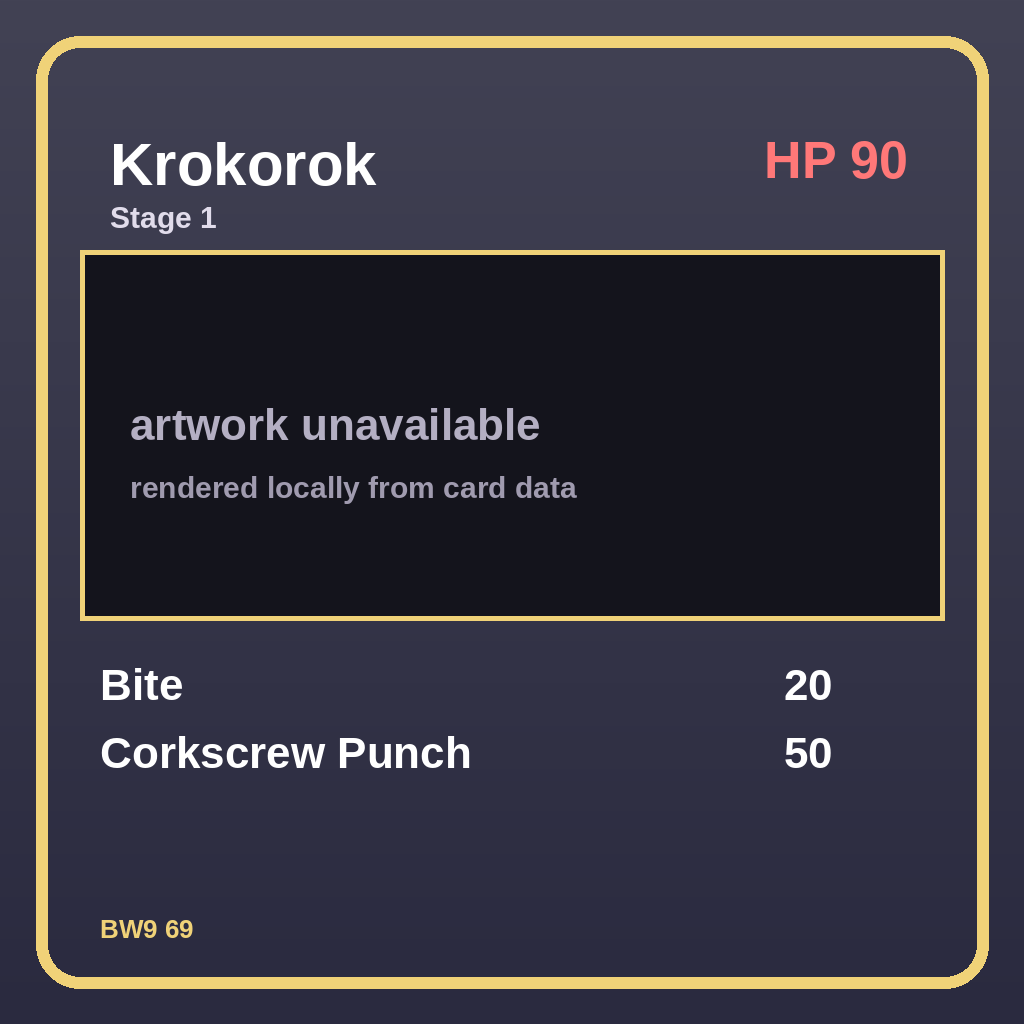 Krokorok
HP 90
Stage 1
artwork unavailable
rendered locally from card data
Bite 20
Corkscrew Punch 50
BW9 69